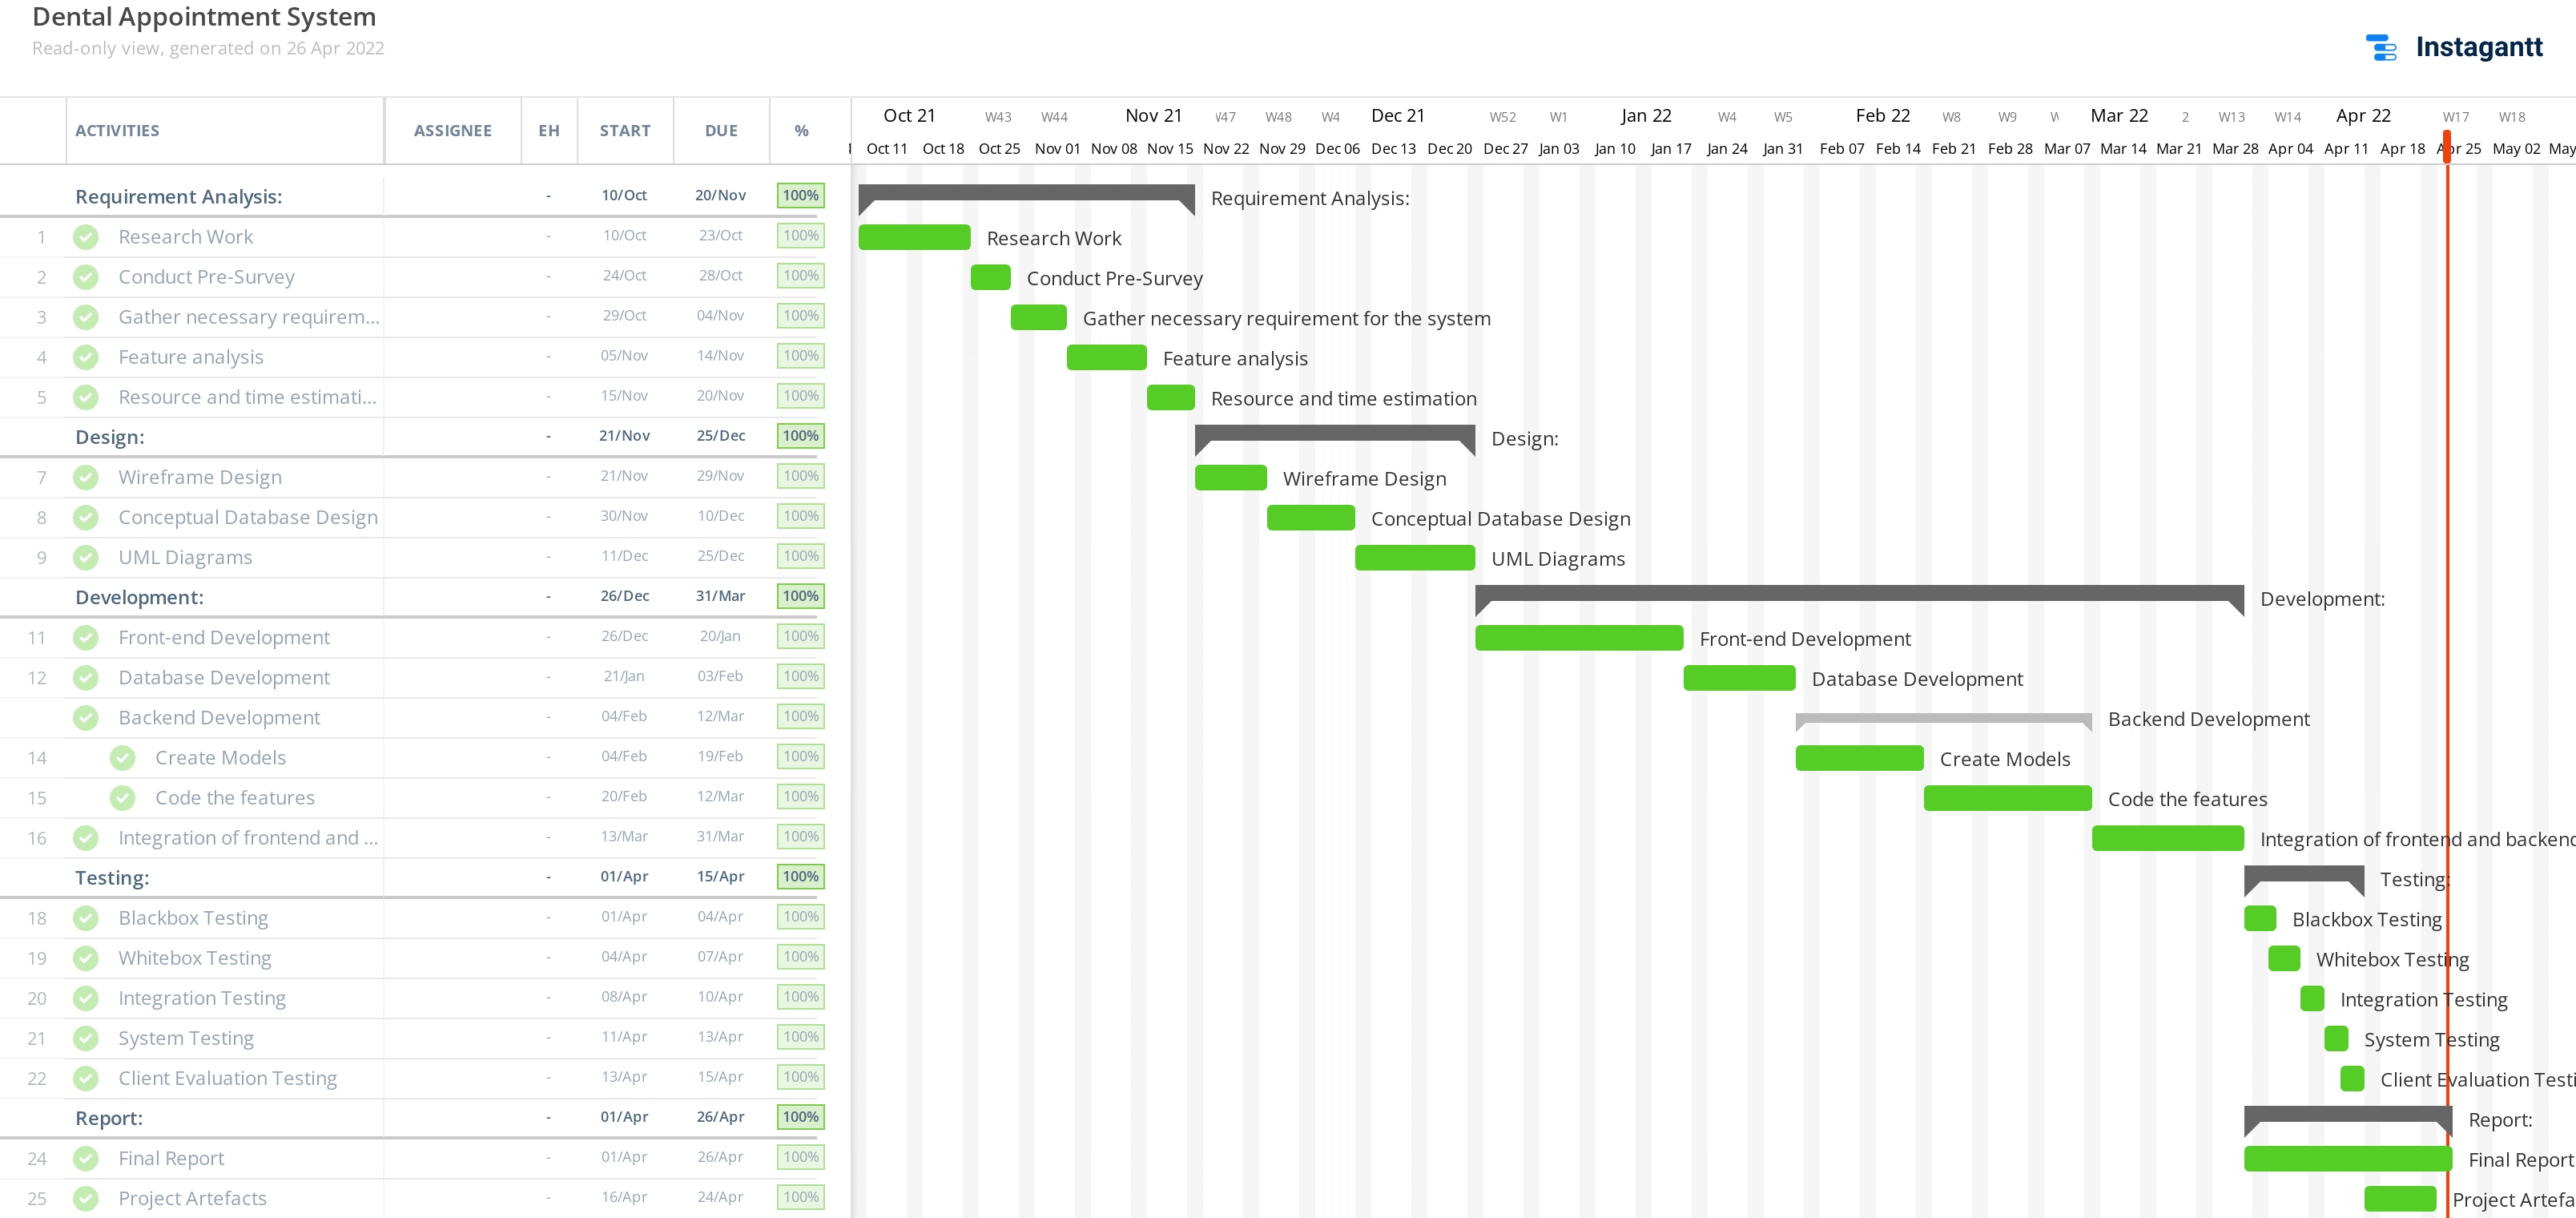 Dental Appointment System
Read-only view, generated on 26 Apr 2022
Instagantt
ACTIVITIES ASSIGNEE EH START DUE %
Oct 21 W43 W44 Nov 21 W48 W4 Dec 21 W52 W1 Jan 22 W4 W5 Feb 22 W8 W9 Mar 22 2 W13 W14 Apr 22 W17 W18
Oct 11 Oct 18 Oct 25 Nov 01 Nov 08 Nov 15 Nov 22 Nov 29 Dec 06 Dec 13 Dec 20 Dec 27 Jan 03 Jan 10 Jan 17 Jan 24 Jan 31 Feb 07 Feb 14 Feb 21 Feb 28 Mar 07 Mar 14 Mar 21 Mar 28 Apr 04 Apr 11 Apr 18 Apr 25 May 02 May
Requirement Analysis: - 10/Oct 20/Nov 100% Requirement Analysis:
1 Research Work - 10/Oct 23/Oct 100% Research Work
2 Conduct Pre-Survey - 24/Oct 28/Oct 100% Conduct Pre-Survey
3 Gather necessary requirem... - 29/Oct 04/Nov 100% Gather necessary requirement for the system
4 Feature analysis - 05/Nov 14/Nov 100% Feature analysis
5 Resource and time estimati... - 15/Nov 20/Nov 100% Resource and time estimation
Design: - 21/Nov 25/Dec 100% Design:
7 Wireframe Design - 21/Nov 29/Nov 100% Wireframe Design
8 Conceptual Database Design - 30/Nov 10/Dec 100% Conceptual Database Design
9 UML Diagrams - 11/Dec 25/Dec 100% UML Diagrams
Development: - 26/Dec 31/Mar 100% Development:
11 Front-end Development - 26/Dec 20/Jan 100% Front-end Development
12 Database Development - 21/Jan 03/Feb 100% Database Development
Backend Development - 04/Feb 12/Mar 100% Backend Development
14 Create Models - 04/Feb 19/Feb 100% Create Models
15 Code the features - 20/Feb 12/Mar 100% Code the features
16 Integration of frontend and ... - 13/Mar 31/Mar 100% Integration of frontend and backend
Testing: - 01/Apr 15/Apr 100% Testing:
18 Blackbox Testing - 01/Apr 04/Apr 100% Blackbox Testing
19 Whitebox Testing - 04/Apr 07/Apr 100% Whitebox Testing
20 Integration Testing - 08/Apr 10/Apr 100% Integration Testing
21 System Testing - 11/Apr 13/Apr 100% System Testing
22 Client Evaluation Testing - 13/Apr 15/Apr 100% Client Evaluation Testi
Report: - 01/Apr 26/Apr 100% Report:
24 Final Report - 01/Apr 26/Apr 100% Final Report
25 Project Artefacts - 16/Apr 24/Apr 100% Project Artefa